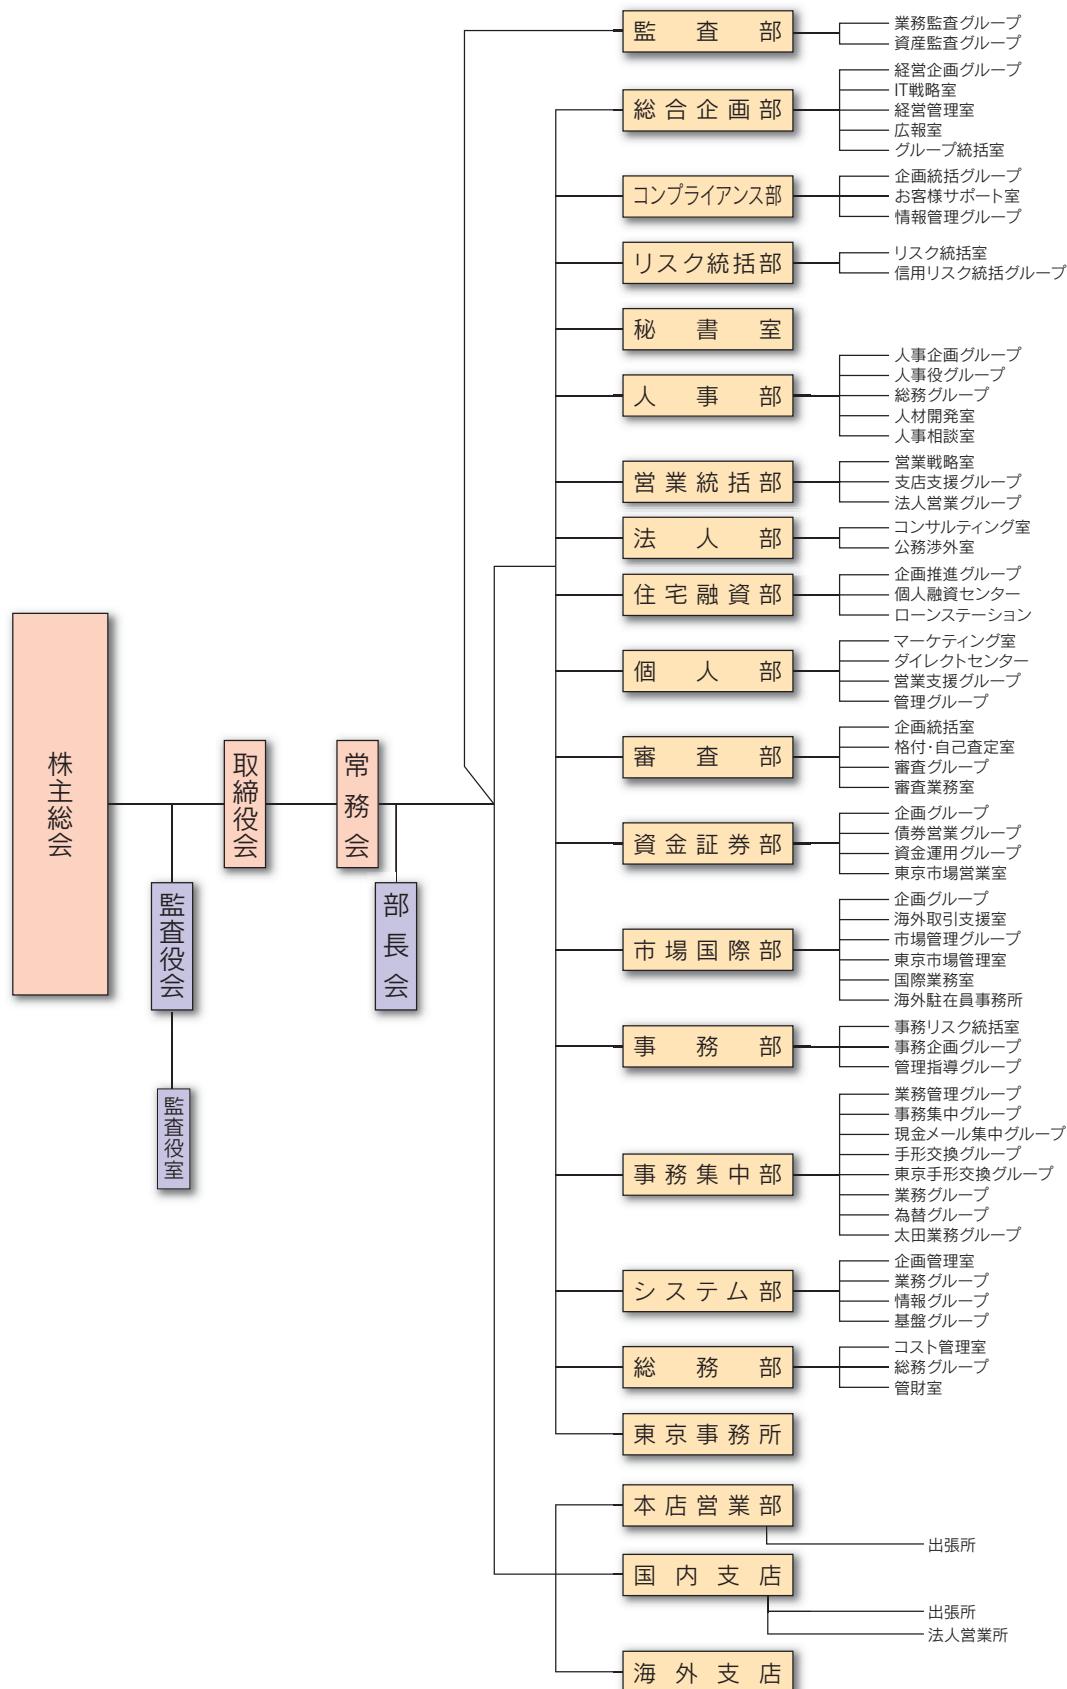 株主総会
監査役会
監査役室
取締役会
常務会
部長会
監査部
業務監査グループ
資産監査グループ
総合企画部
経営企画グループ
IT戦略室
経営管理室
広報室
グループ統括室
コンプライアンス部
企画統括グループ
お客様サポート室
情報管理グループ
リスク統括部
リスク統括室
信用リスク統括グループ
秘書室
人事部
人事企画グループ
人事役グループ
総務グループ
人材開発室
人事相談室
営業統括部
営業戦略室
支店支援グループ
法人営業グループ
法人部
コンサルティング室
公務渉外室
住宅融資部
企画推進グループ
個人融資センター
ローンステーション
個人部
マーケティング室
ダイレクトセンター
営業支援グループ
管理グループ
審査部
企画統括室
格付・自己査定室
審査グループ
審査業務室
資金証券部
企画グループ
債券営業グループ
資金運用グループ
東京市場営業室
市場国際部
企画グループ
海外取引支援室
市場管理グループ
東京市場管理室
国際業務室
海外駐在員事務所
事務部
事務リスク統括室
事務企画グループ
管理指導グループ
事務集中部
業務管理グループ
事務集中グループ
現金メール集中グループ
手形交換グループ
東京手形交換グループ
業務グループ
為替グループ
太田業務グループ
システム部
企画管理室
業務グループ
情報グループ
基盤グループ
総務部
コスト管理室
総務グループ
管財室
東京事務所
本店営業部
出張所
国内支店
出張所
法人営業所
海外支店